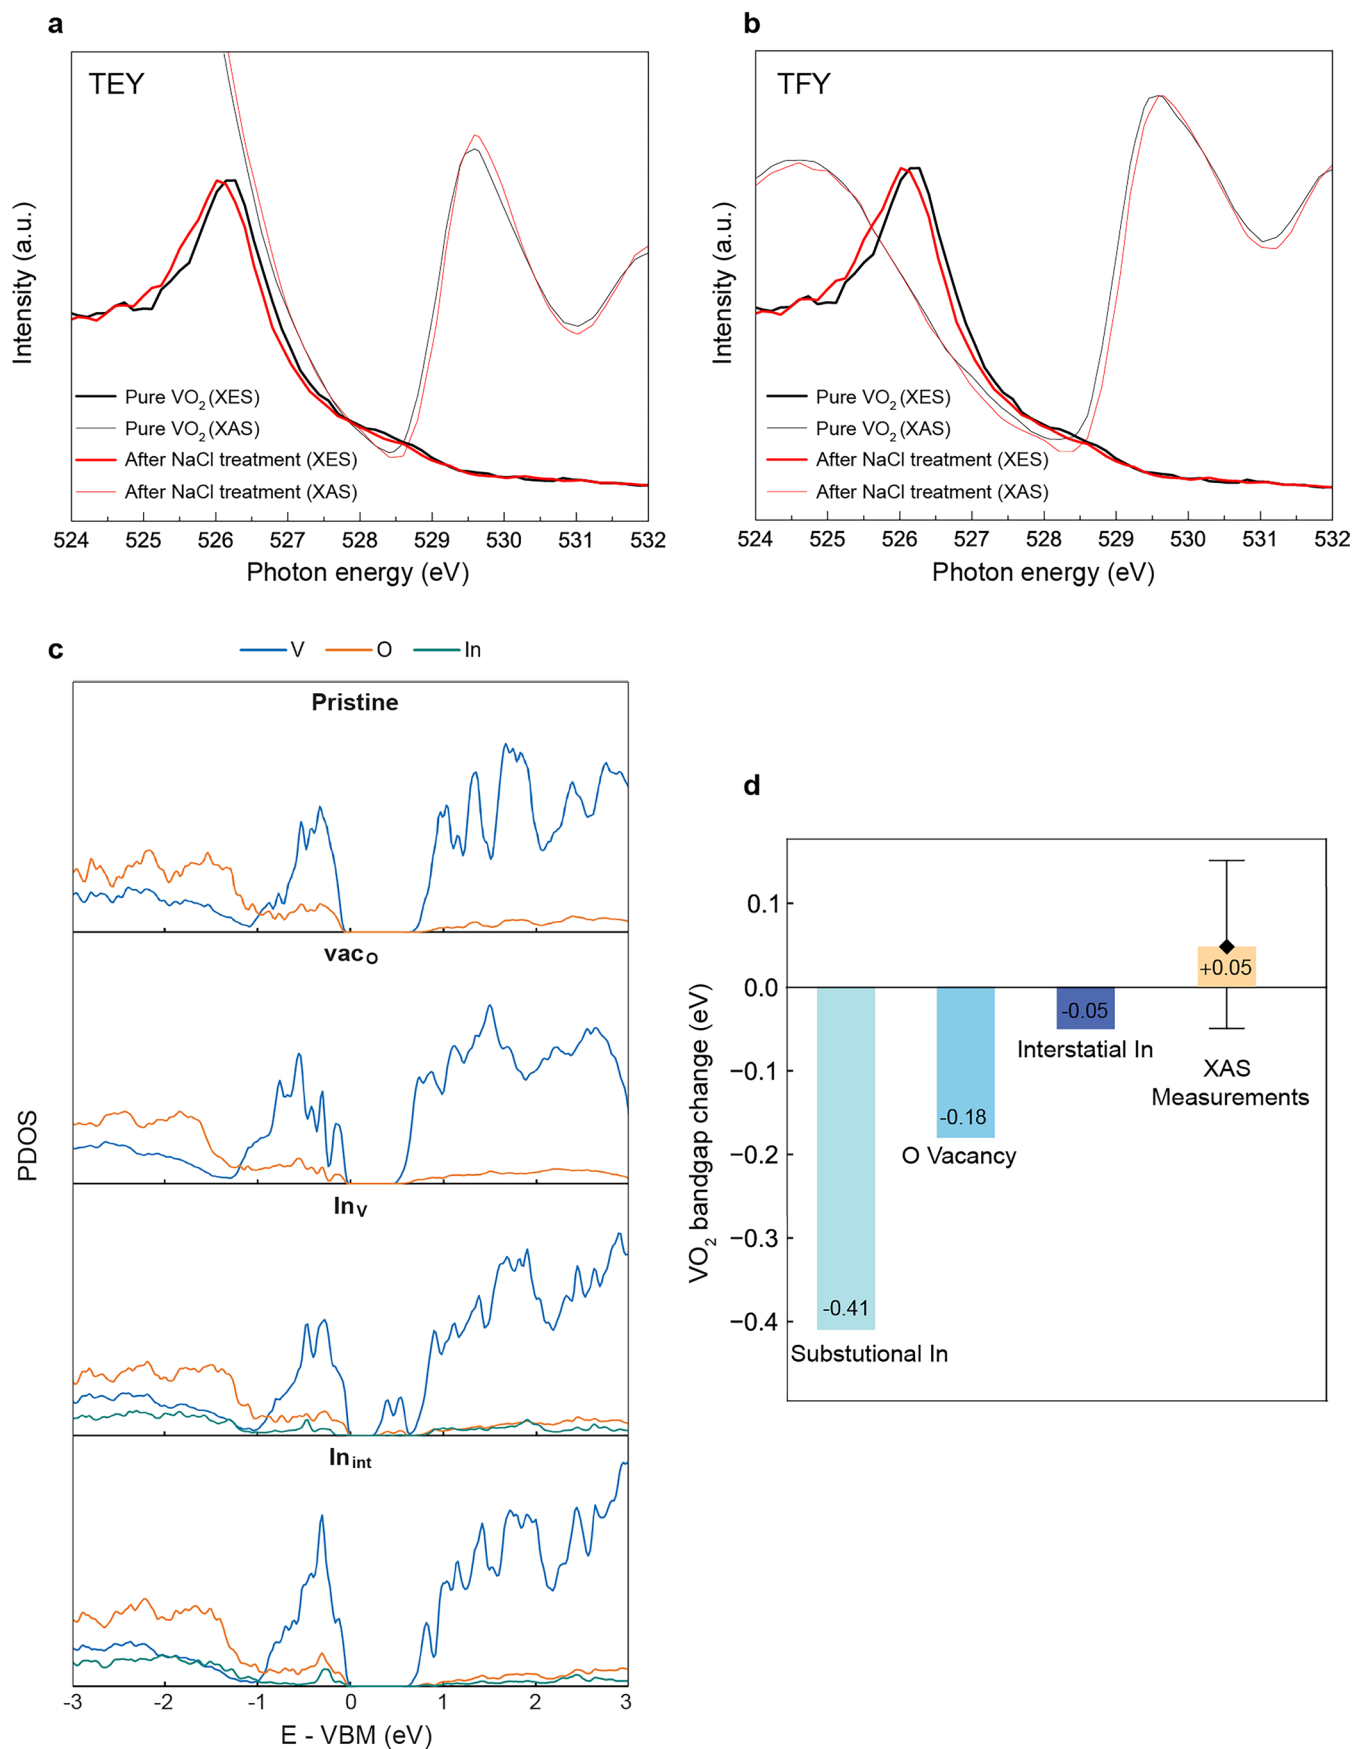 a
TEY
Intensity (a.u.)
Pure VO2 (XES)
Pure VO2 (XAS)
After NaCl treatment (XES)
After NaCl treatment (XAS)
524 525 526 527 528 529 530 531 532
Photon energy (eV)
b
TFY
Intensity (a.u.)
Pure VO2 (XES)
Pure VO2 (XAS)
After NaCl treatment (XES)
After NaCl treatment (XAS)
524 525 526 527 528 529 530 531 532
Photon energy (eV)
c
V O In
Pristine
vacO
InV
Inint
PDOS
-3 -2 -1 0 1 2 3
E - VBM (eV)
d
VO2 bandgap change (eV)
0.1
0.0
−0.1
−0.2
−0.3
−0.4
-0.41
Substutional In
-0.18
O Vacancy
-0.05
Interstatial In
+0.05
XAS
Measurements